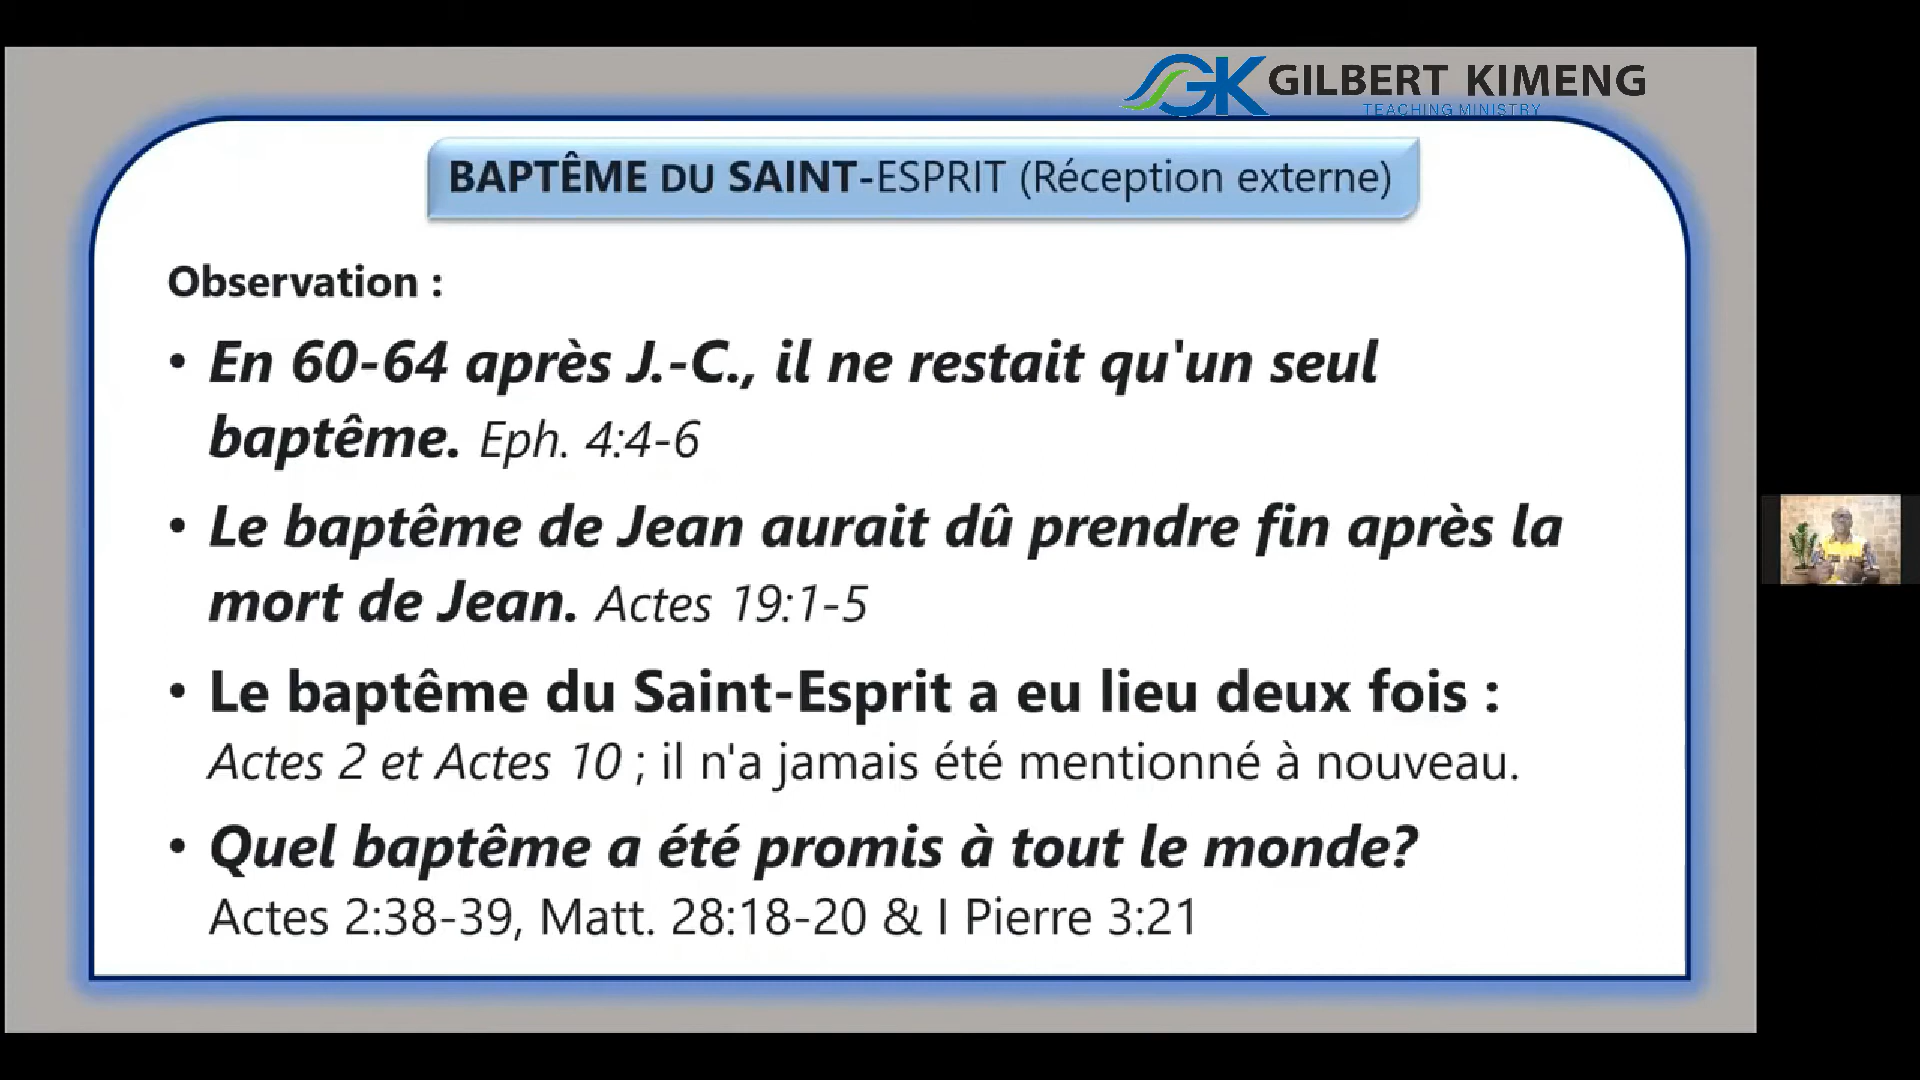 GK GILBERT KIMENG
TEACHING MINISTRY
BAPTÊME DU SAINT-ESPRIT (Réception externe)
Observation :
• En 60-64 après J.-C., il ne restait qu'un seul
baptême. Eph. 4:4-6
• Le baptême de Jean aurait dû prendre fin après la
mort de Jean. Actes 19:1-5
• Le baptême du Saint-Esprit a eu lieu deux fois :
Actes 2 et Actes 10 ; il n'a jamais été mentionné à nouveau.
• Quel baptême a été promis à tout le monde?
Actes 2:38-39, Matt. 28:18-20 & I Pierre 3:21